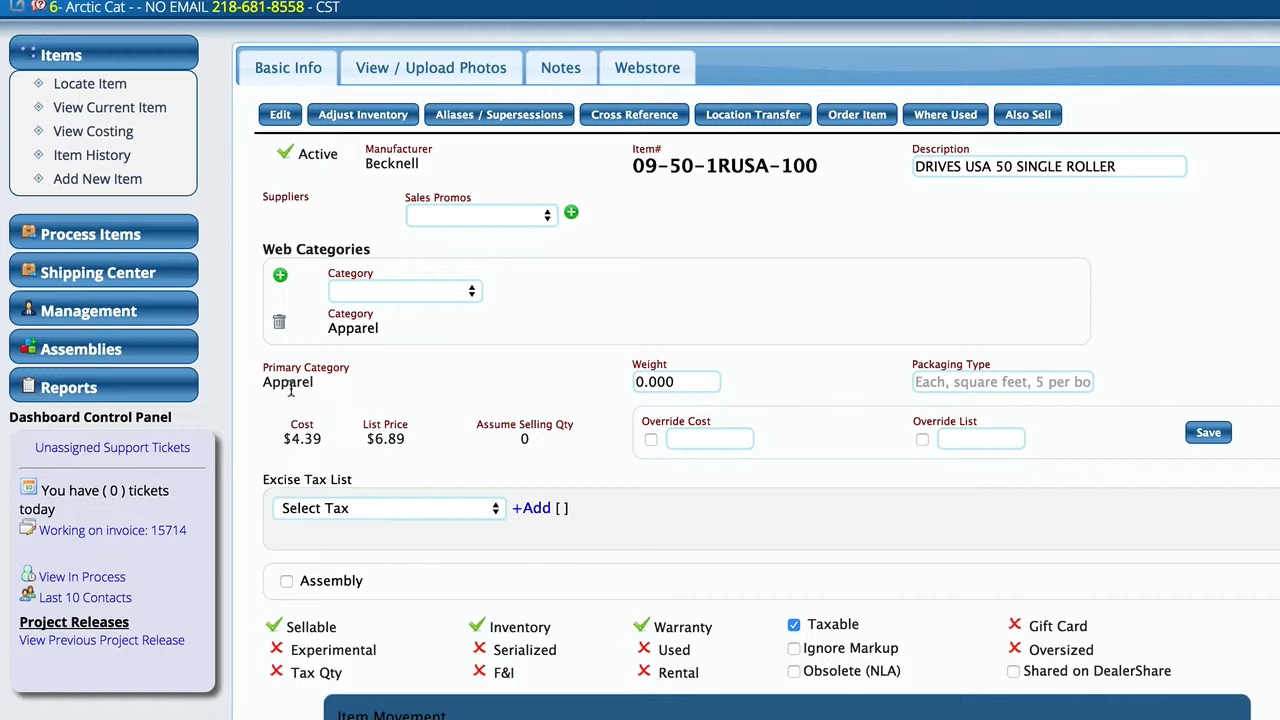 6- Arctic Cat - - NO EMAIL 218-681-8558 - CST
Items
Locate Item
View Current Item
View Costing
Item History
Add New Item
Process Items
Shipping Center
Management
Assemblies
Reports
Dashboard Control Panel
Unassigned Support Tickets
You have ( 0 ) tickets
today
Working on invoice: 15714
View In Process
Last 10 Contacts
Project Releases
View Previous Project Release
Basic Info
View / Upload Photos
Notes
Webstore
Edit
Adjust Inventory
Aliases / Supersessions
Cross Reference
Location Transfer
Order Item
Where Used
Also Sell
Active
Manufacturer
Becknell
Item#
09-50-1RUSA-100
Description
DRIVES USA 50 SINGLE ROLLER
Suppliers
Sales Promos
Web Categories
Category
Category
Apparel
Primary Category
Apparel
Weight
0.000
Packaging Type
Each, square feet, 5 per bo
Cost
$4.39
List Price
$6.89
Assume Selling Qty
0
Override Cost
Override List
Save
Excise Tax List
Select Tax
+Add [ ]
Assembly
Sellable
Inventory
Warranty
Taxable
Gift Card
Experimental
Serialized
Used
Ignore Markup
Oversized
Tax Qty
F&I
Rental
Obsolete (NLA)
Shared on DealerShare
Item Movement